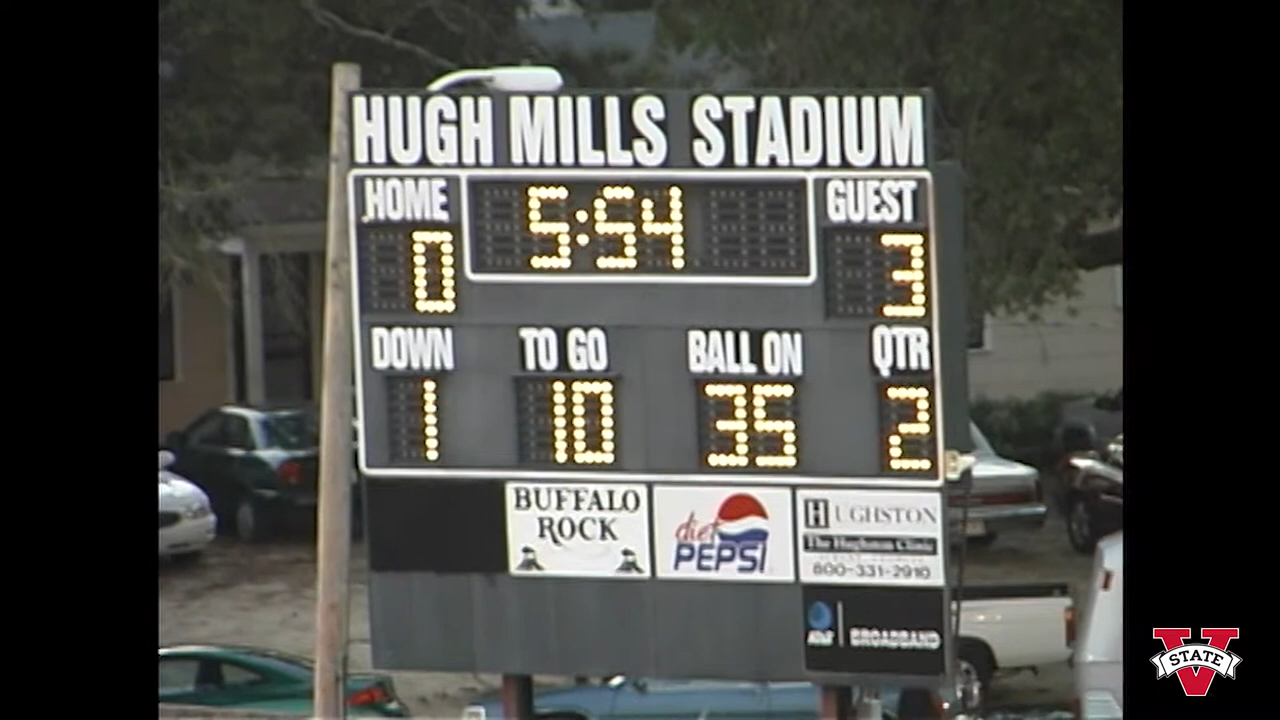 HUGH MILLS STADIUM
HOME 5:54 GUEST
0 3
DOWN TO GO BALL ON QTR
1 10 35 2
BUFFALO
ROCK
diet
PEPSI
HUGHSTON
The Hughston Clinic
800-331-2910
AT&T BROADBAND
V STATE